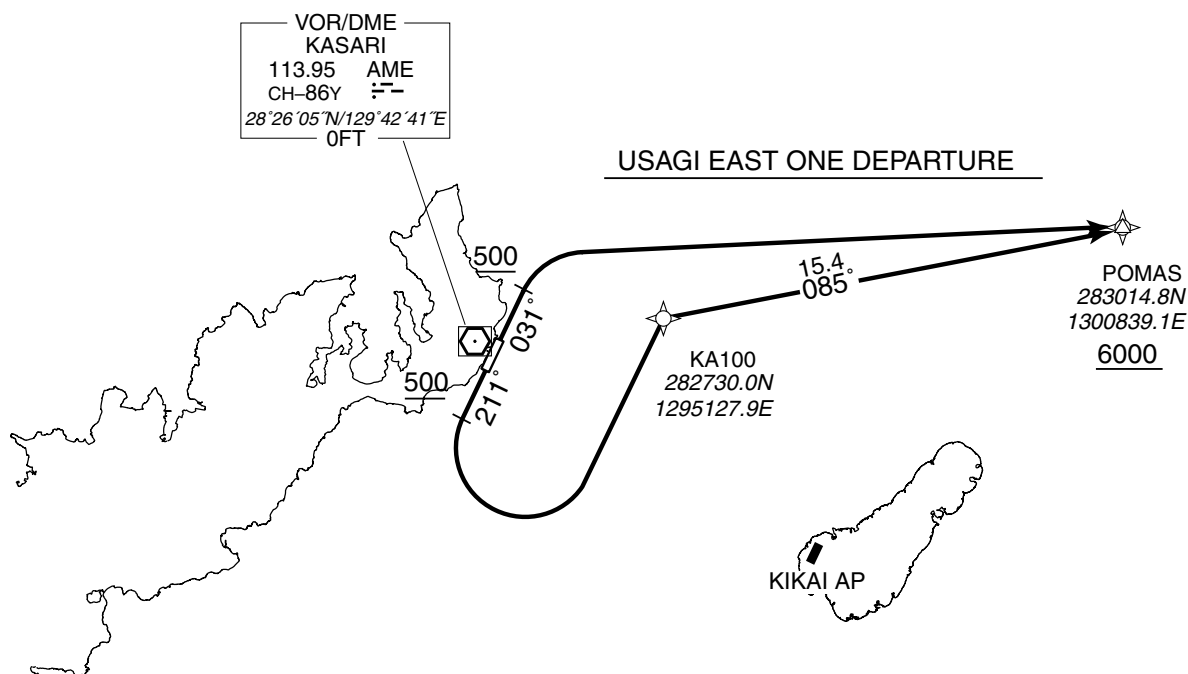 VOR/DME
KASARI
113.95 AME
CH–86Y
28°26´05˝N/129°42´41˝E
0FT
USAGI EAST ONE DEPARTURE
500
031°
15.4
085°
POMAS
283014.8N
1300839.1E
6000
KA100
282730.0N
1295127.9E
500
211°
KIKAI AP